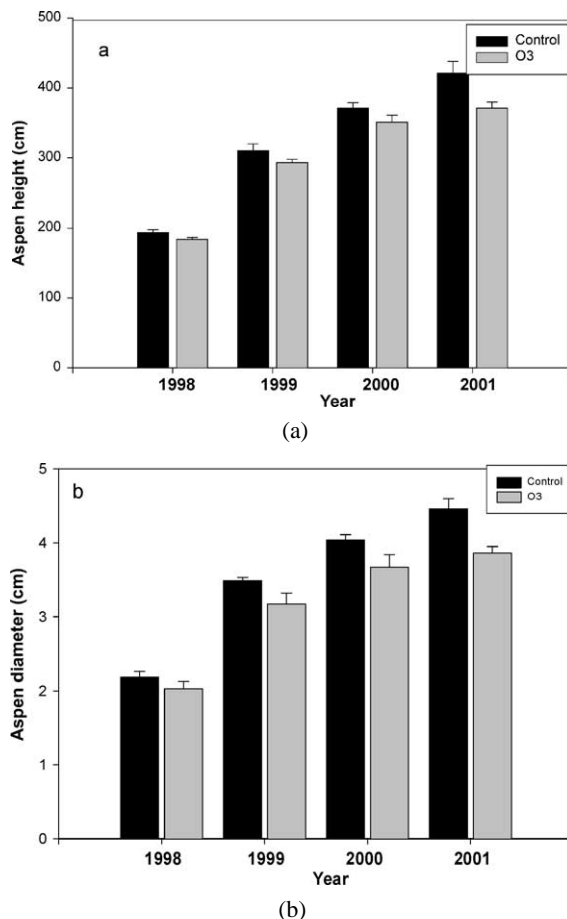 a
Control
O3
500
400
300
200
100
0
Aspen height (cm)
1998 1999 2000 2001
Year
(a)
b
Control
O3
5
4
3
2
1
0
Aspen diameter (cm)
1998 1999 2000 2001
Year
(b)